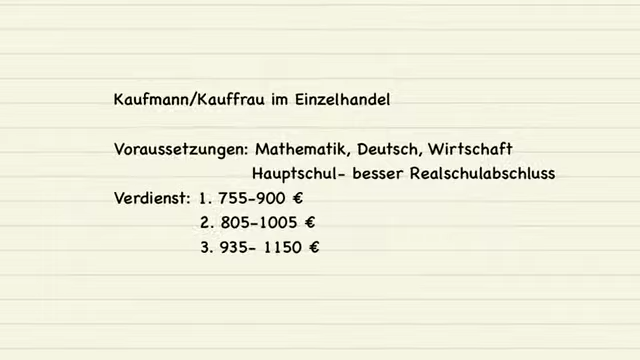 Kaufmann/Kauffrau im Einzelhandel
Voraussetzungen: Mathematik, Deutsch, Wirtschaft
Hauptschul- besser Realschulabschluss
Verdienst: 1. 755-900 €
2. 805-1005 €
3. 935- 1150 €